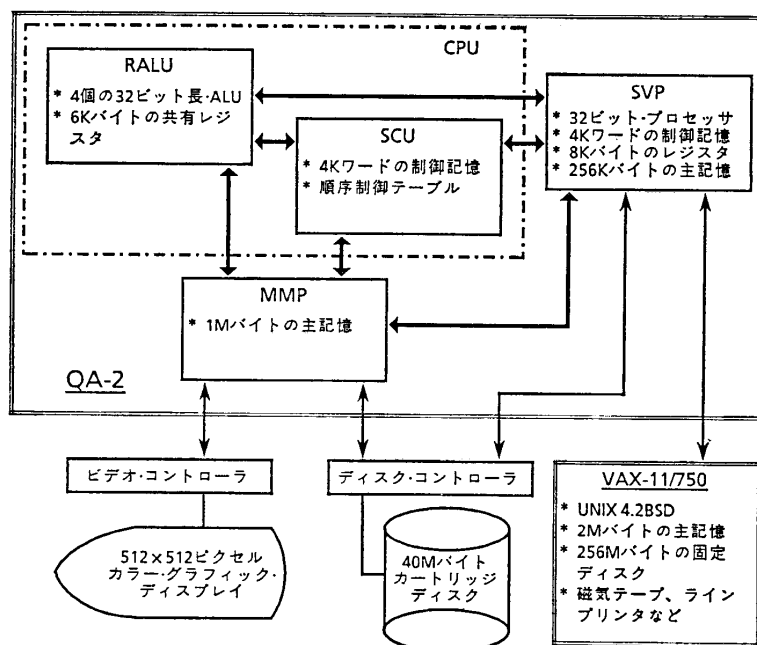 CPU
RALU
* 4個の32ビット長・ALU
* 6Kバイトの共有レジ
スタ
SCU
* 4Kワードの制御記憶
* 順序制御テーブル
SVP
* 32ビット・プロセッサ
* 4Kワードの制御記憶
* 8Kバイトのレジスタ
* 256Kバイトの主記憶
MMP
* 1Mバイトの主記憶
QA-2
ビデオ・コントローラ
ディスク・コントローラ
512×512ピクセル
カラー・グラフィック・
ディスプレイ
40Mバイト
カートリッジ
ディスク
VAX-11/750
* UNIX 4.2BSD
* 2Mバイトの主記憶
* 256Mバイトの固定
ディスク
* 磁気テープ、ライン
プリンタなど